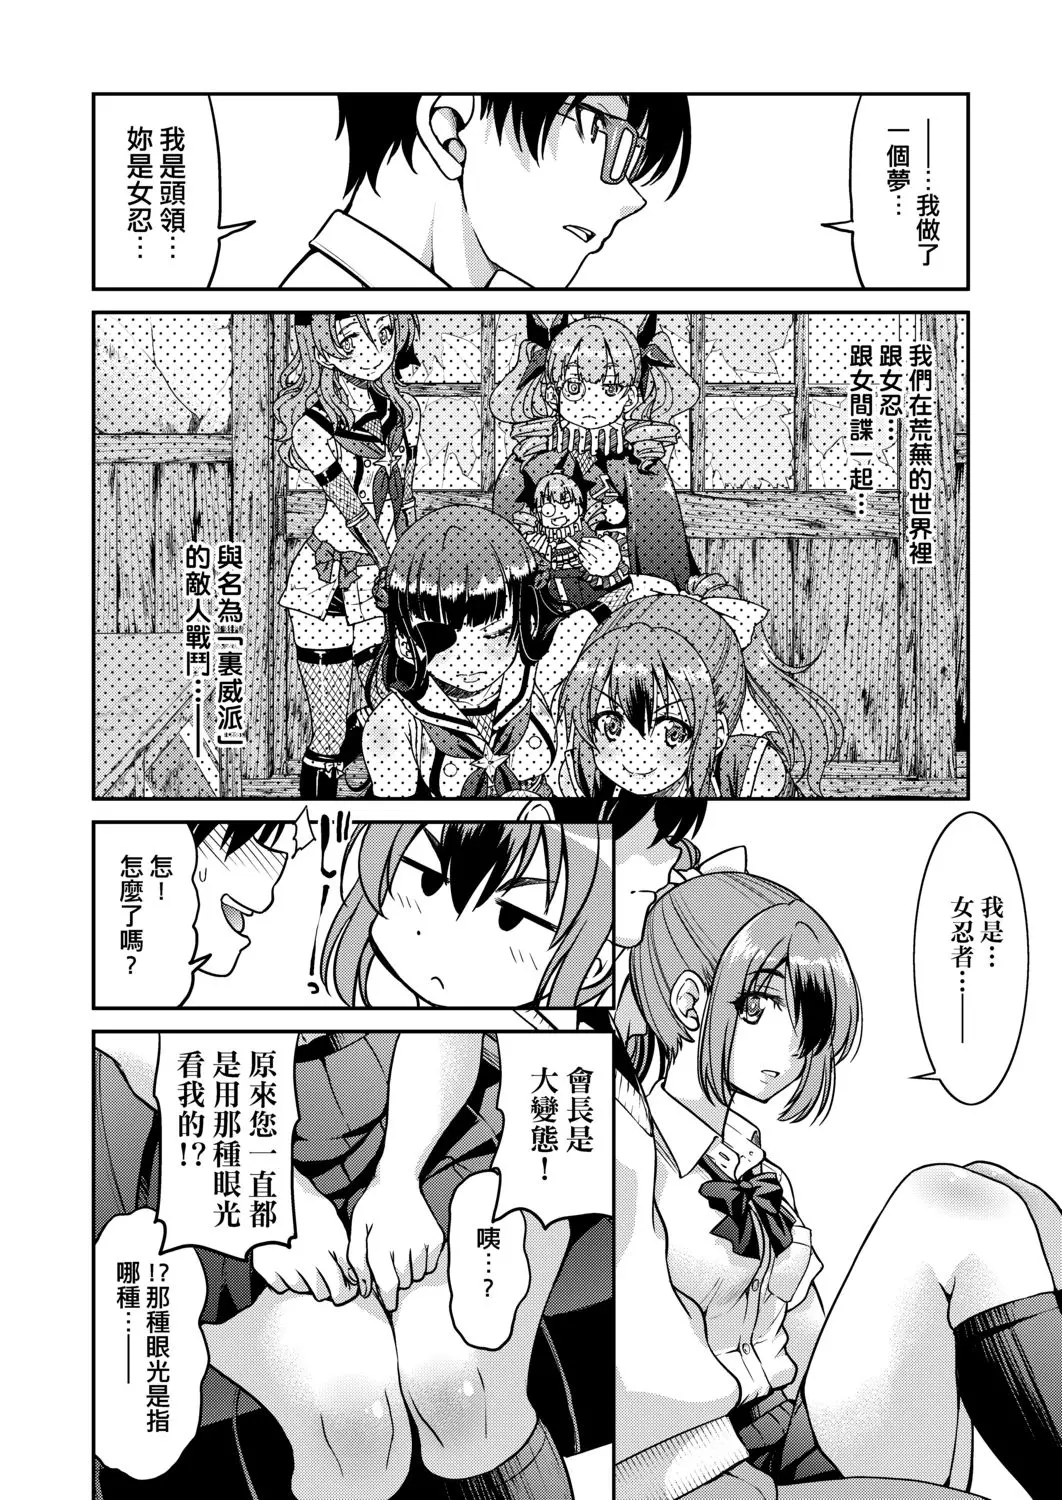 ——…我做了
一個夢…
我是頭領…
妳是女忍…
我們在荒蕪的世界裡
跟女忍…
跟女間諜一起…
與名為「裏威派」
的敵人戰鬥…——
我是…
女忍者…——
怎！
怎麼了嗎？
會長是
大變態！
原來您一直都
是用那種眼光
看我的!?
咦…？
!?那種眼光是指
哪種…——